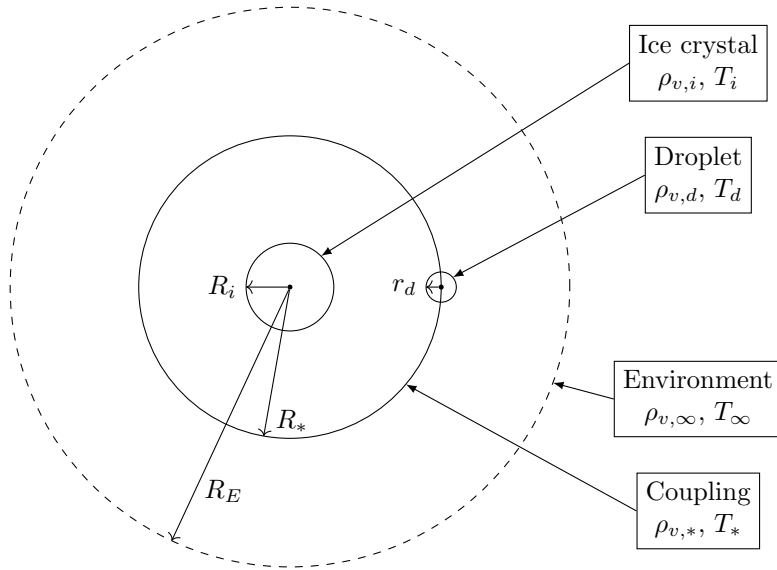 Ice crystal
ρ_{v,i}, T_i
Droplet
ρ_{v,d}, T_d
R_i
r_d
Environment
ρ_{v,∞}, T_∞
R_*
R_E
Coupling
ρ_{v,*}, T_*